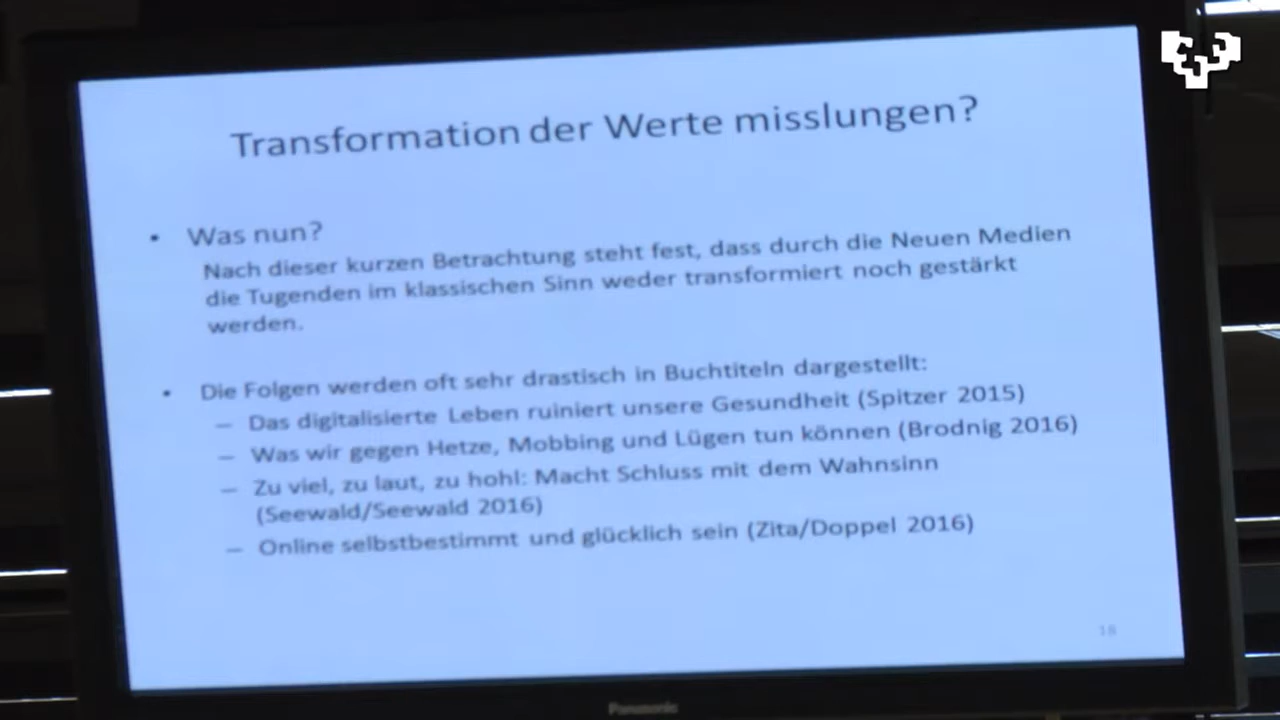 Transformation der Werte misslungen?
• Was nun?
Nach dieser kurzen Betrachtung steht fest, dass durch die Neuen Medien
die Tugenden im klassischen Sinn weder transformiert noch gestärkt
werden.
• Die Folgen werden oft sehr drastisch in Buchtiteln dargestellt:
– Das digitalisierte Leben ruiniert unsere Gesundheit (Spitzer 2015)
– Was wir gegen Hetze, Mobbing und Lügen tun können (Brodnig 2016)
– Zu viel, zu laut, zu hohl: Macht Schluss mit dem Wahnsinn
(Seewald/Seewald 2016)
– Online selbstbestimmt und glücklich sein (Zita/Doppel 2016)
18
Panasonic